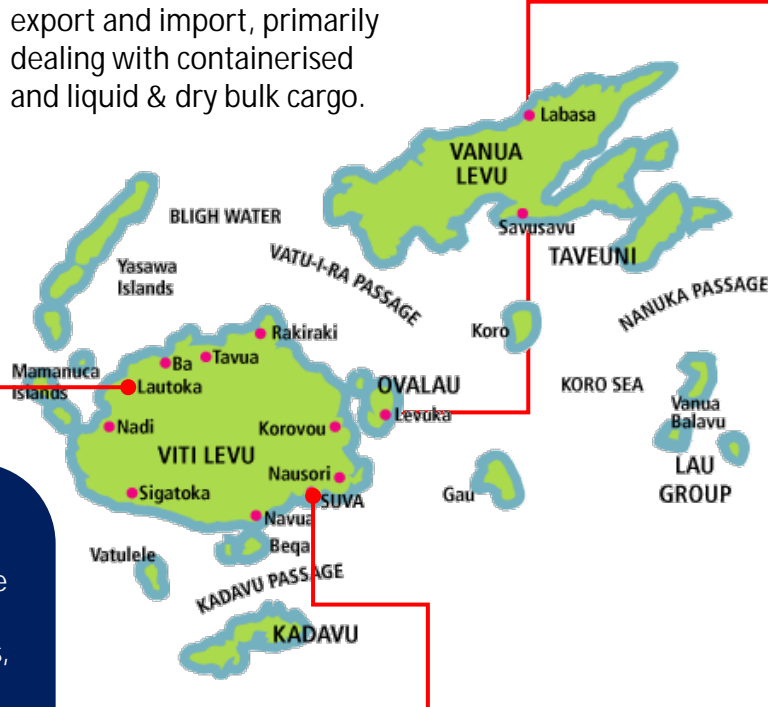 export and import, primarily
dealing with containerised
and liquid & dry bulk cargo.
Labasa
VANUA
LEVU
BLIGH WATER
Savusavu
VATU-I-RA PASSAGE
TAVEUNI
Yasawa
Islands
NANUKA PASSAGE
Koro
Rakiraki
Tavua
Ba
Mamanuca
Islands
Lautoka
OVALAU
KORO SEA
Levuka
Vanua
Balavu
Nadi
Korovou
VITI LEVU
LAU
GROUP
Nausori
Gau
Sigatoka
SUVA
Navua
Beqa
Vatulele
KADAVU PASSAGE
KADAVU
e
s,